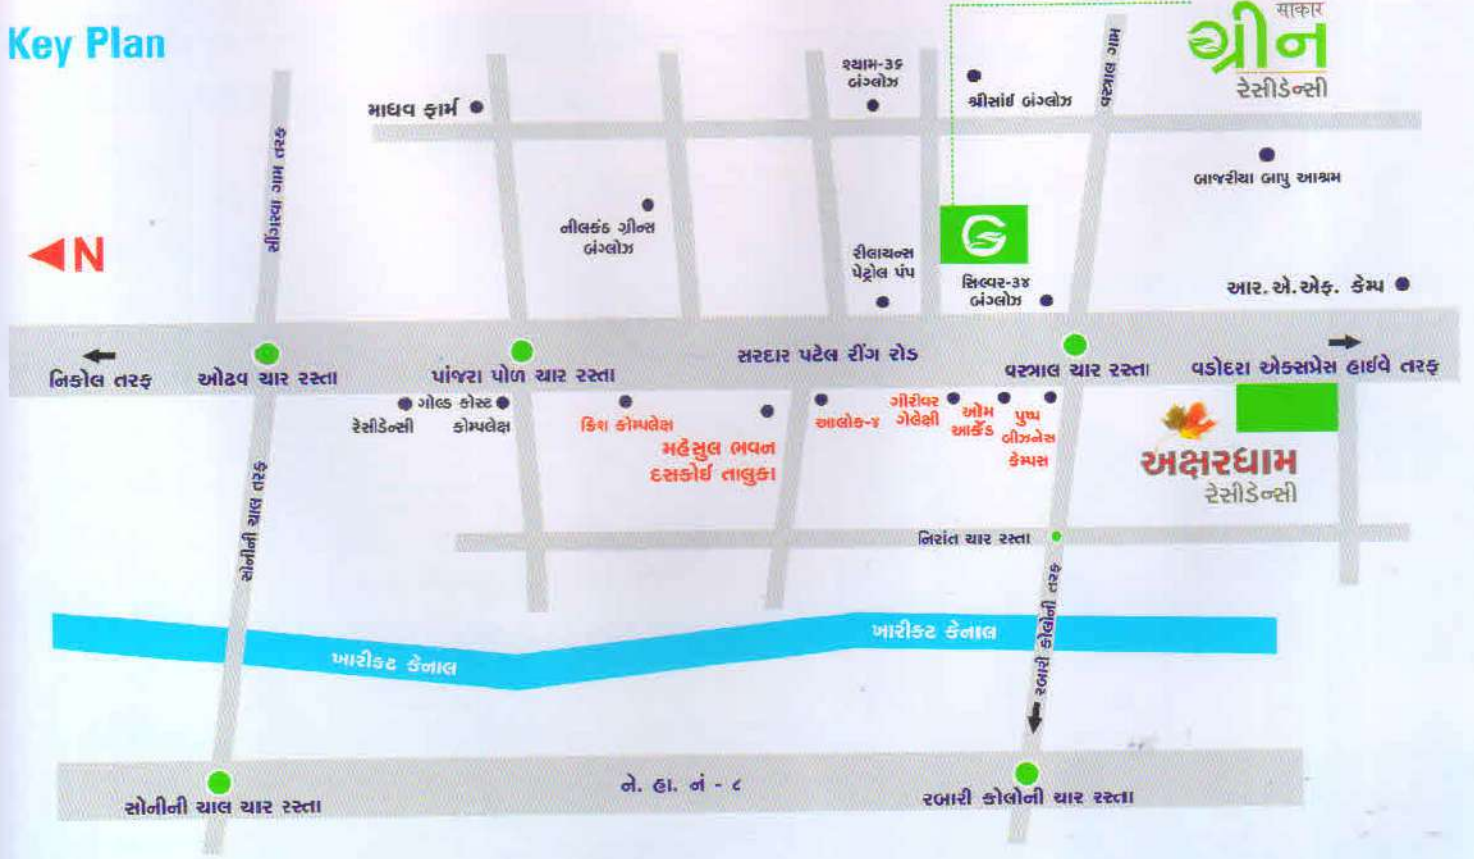 Key Plan
साकार
ગ્રીન
રેસીડેન્સી
સીંગરવા ગામ તરફ
માધવ ફાર્મ
શ્યામ-૩૬
બંગ્લોઝ
શ્રીસાંઈ બંગ્લોઝ
વસ્ત્રાલ ગામ
બાજરીયા બાપુ આશ્રમ
નીલકંઠ ગ્રીન્સ
બંગ્લોઝ
N
રીલાયન્સ
પેટ્રોલ પંપ
G
સિલ્વર-૩૪
બંગ્લોઝ
આર.એ.એફ. કેમ્પ
સરદાર પટેલ રીંગ રોડ
નિકોલ તરફ
ઓઢવ ચાર રસ્તા
પાંજરા પોળ ચાર રસ્તા
વસ્ત્રાલ ચાર રસ્તા
વડોદરા એક્સપ્રેસ હાઈવે તરફ
ગોલ્ડ કોસ્ટ
રેસીડેન્સી
કોમ્પલેક્ષ
ક્રિશ કોમ્પલેક્ષ
મહેસુલ ભવન
દસક્રોઈ તાલુકા
આલોક-૪
ગીરીવર
ગેલેક્ષી
ઓમ
આર્કેડ
પુષ્પ
બીઝનેસ
કેમ્પસ
અક્ષરધામ
રેસીડેન્સી
સોનીની ચાલ તરફ
નિરાંત ચાર રસ્તા
રબારી કોલોની તરફ
ખારીકટ કેનાલ
ખારીકટ કેનાલ
ને. હા. નં - ૮
સોનીની ચાલ ચાર રસ્તા
રબારી કોલોની ચાર રસ્તા